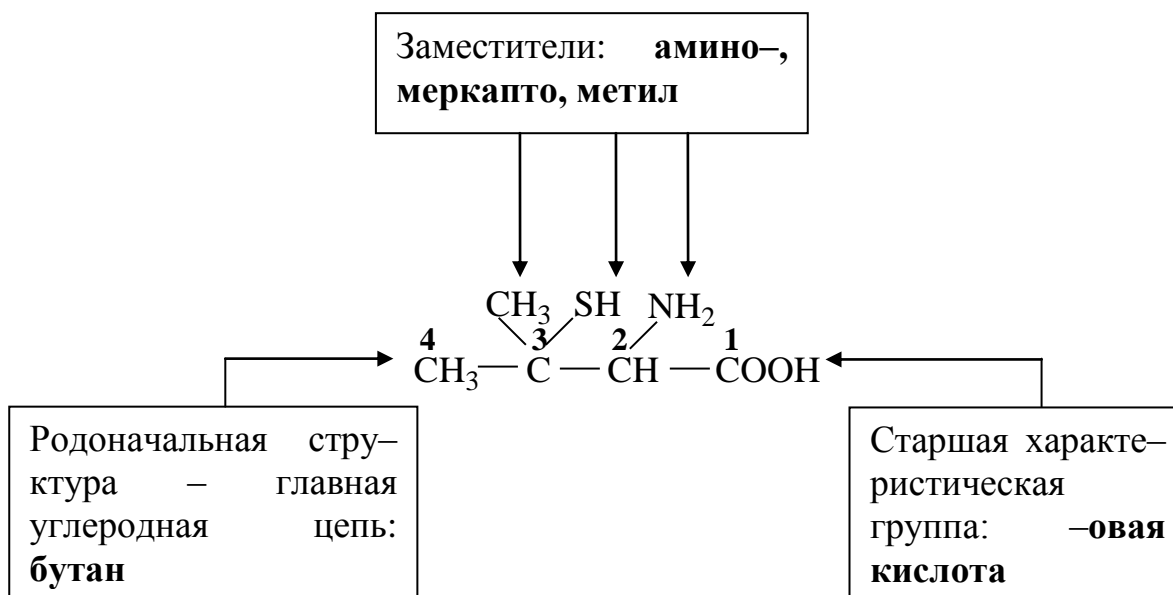 Заместители: амино–,
меркапто, метил
CH₃ SH NH₂
4 3 2 1
CH₃ — C — CH — COOH
Родоначальная стру–
ктура – главная
углеродная цепь:
бутан
Старшая характе–
ристическая
группа: –овая
кислота